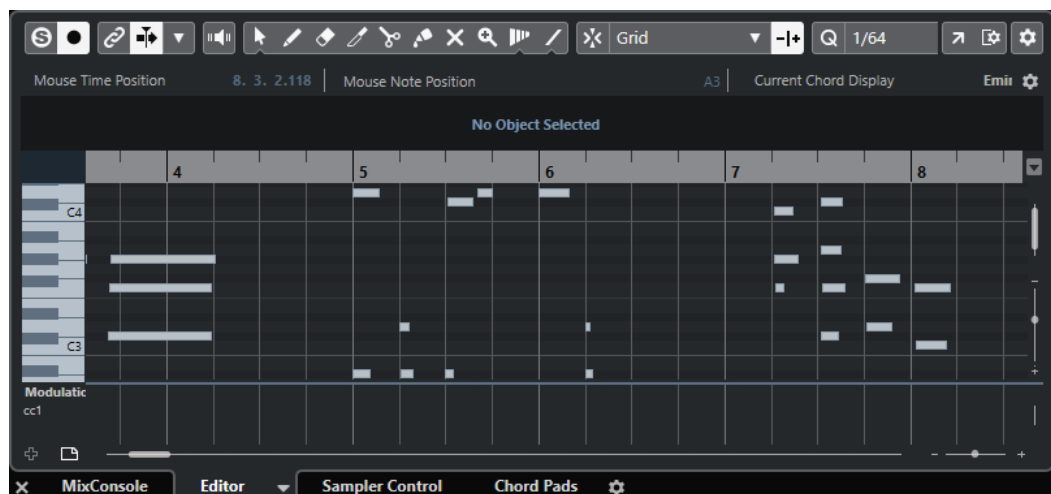 S Grid Q 1/64
Mouse Time Position 8. 3. 2.118 Mouse Note Position A3 Current Chord Display Emin
No Object Selected
4 5 6 7 8
C4
C3
Modulatic
cc1
MixConsole Editor Sampler Control Chord Pads